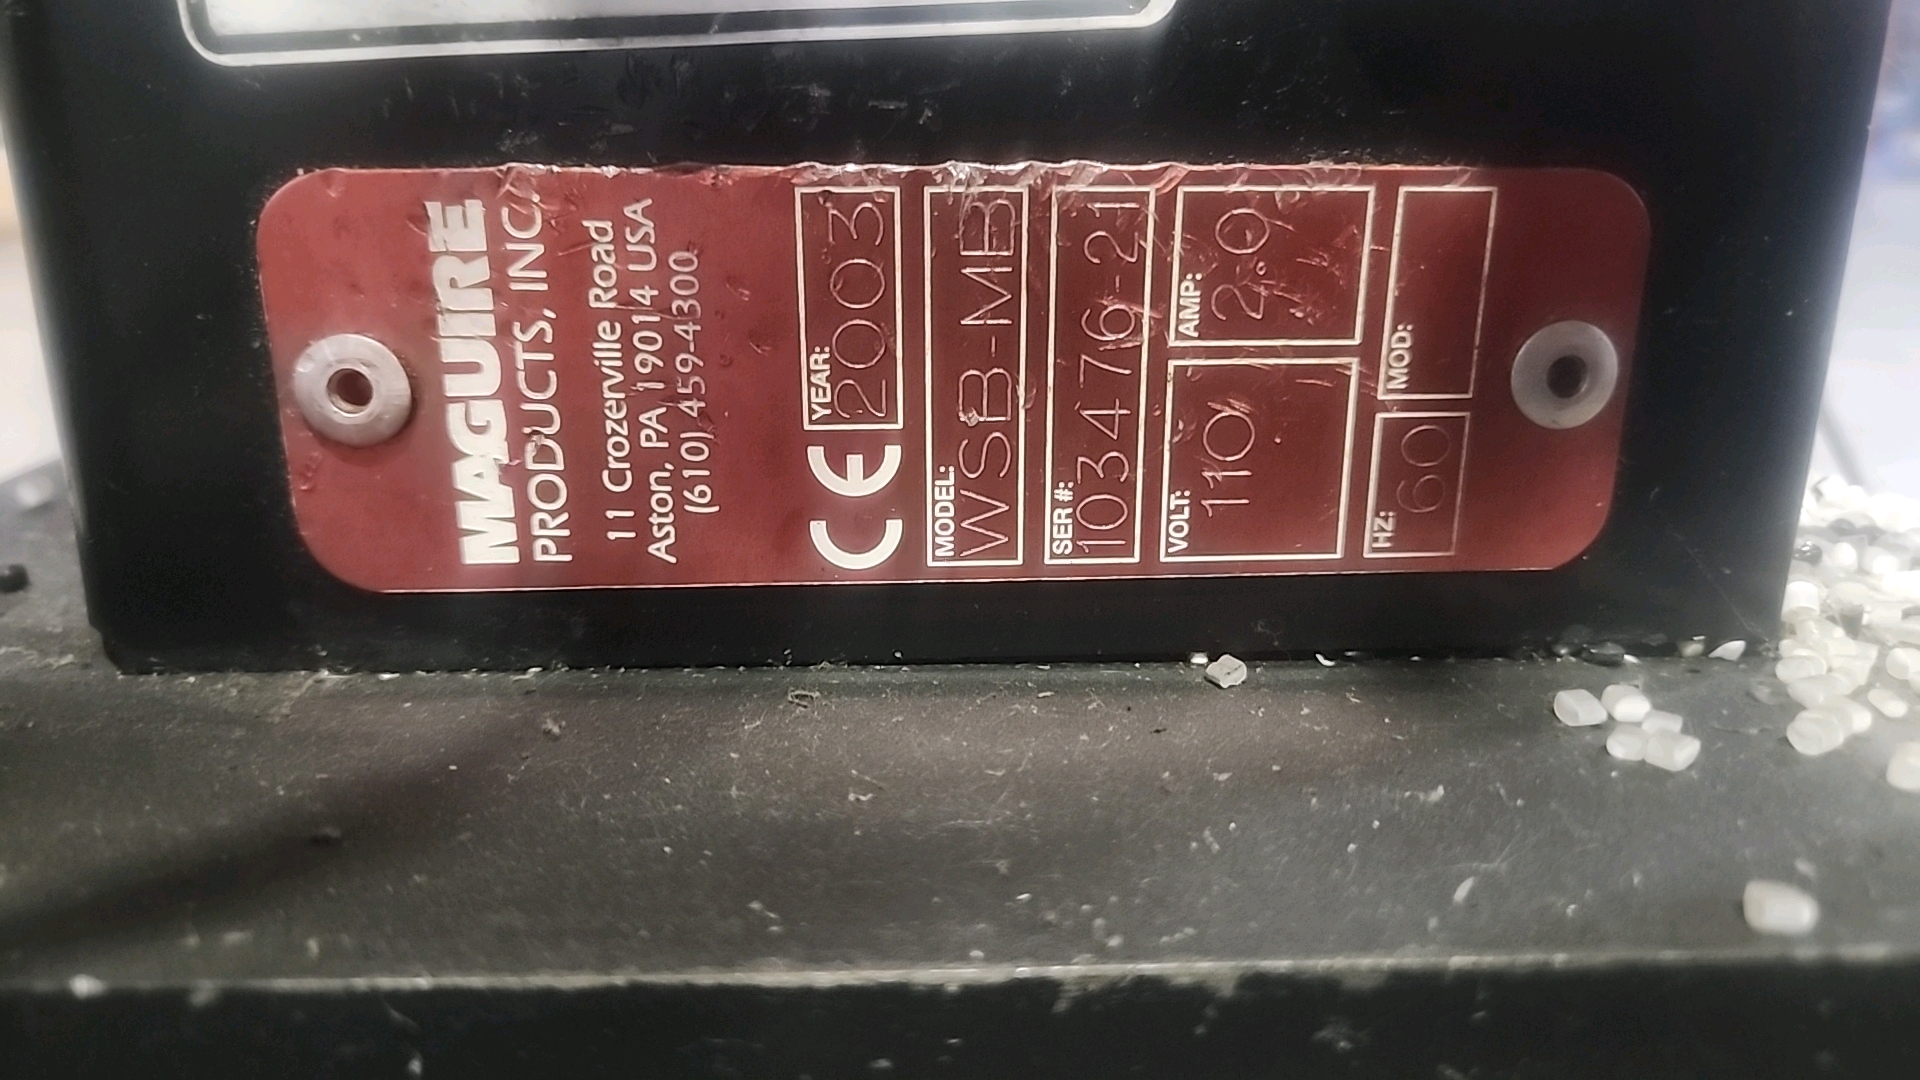 MAGUIRE
PRODUCTS, INC.
11 Crozerville Road
Aston, PA 19014 USA
(610) 459-4300
CE YEAR: 2003
MODEL: WSB-MB
SER #: 103476-21
VOLT: 110 AMP: 2.9
HZ: 60 MOD: